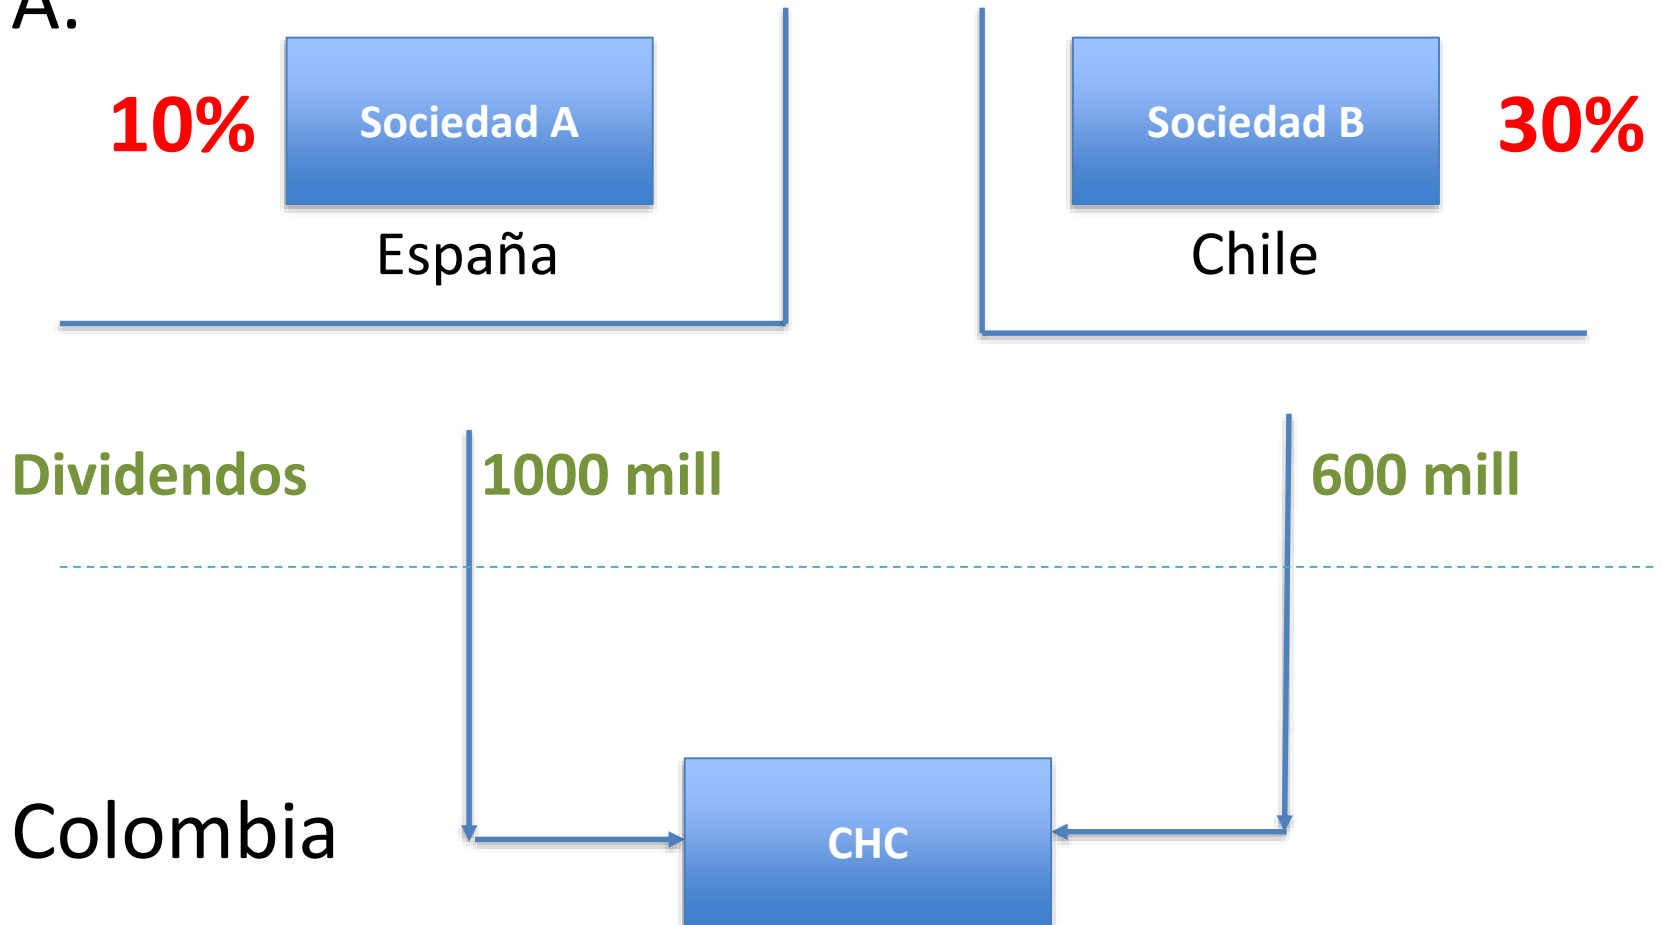 A.
10%
Sociedad A
Sociedad B
30%
España
Chile
Dividendos
1000 mill
600 mill
Colombia
CHC